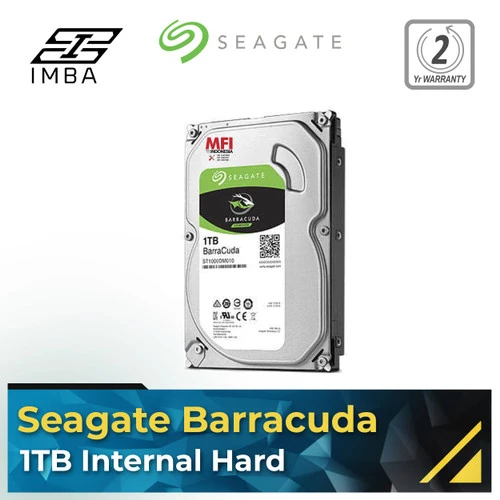 IMBA
SEAGATE
2
Yr WARRANTY
MFI
INDONESIA
SEAGATE
BARRACUDA
1TB
BarraCuda
ST1000DM010
Seagate Barracuda
1TB Internal Hard